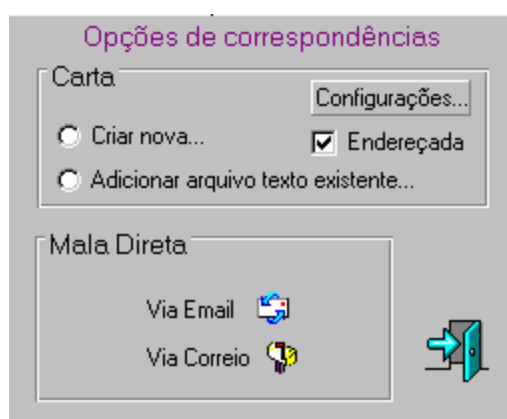 Opções de correspondências
Carta
Configurações...
Criar nova...
Endereçada
Adicionar arquivo texto existente...
Mala Direta
Via Email
Via Correio